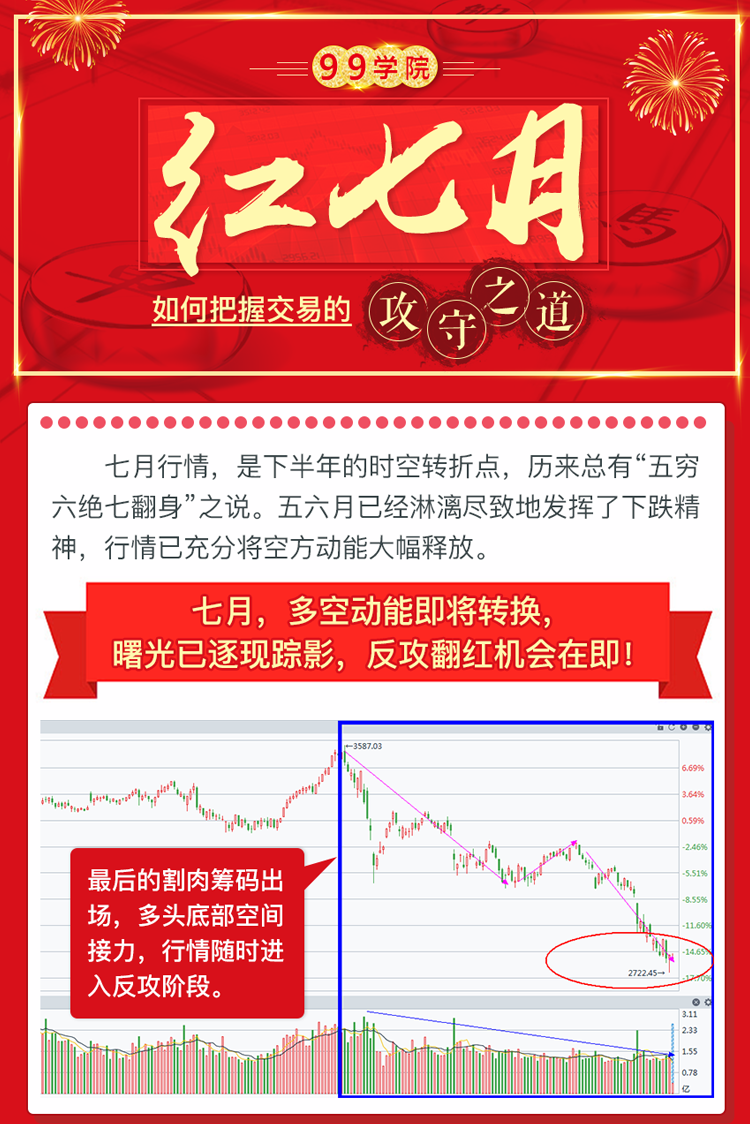 99学院
红七月
如何把握交易的 攻守之道
七月行情，是下半年的时空转折点，历来总有“五穷
六绝七翻身”之说。五六月已经淋漓尽致地发挥了下跌精
神，行情已充分将空方动能大幅释放。
七月，多空动能即将转换，
曙光已逐现踪影，反攻翻红机会在即!
←3587.03
6.69%
3.64%
0.59%
-2.46%
-5.51%
-8.55%
-11.60%
-14.65%
-17.70%
2722.45→
最后的割肉筹码出
场，多头底部空间
接力，行情随时进
入反攻阶段。
3.11
2.33
1.55
0.78
亿